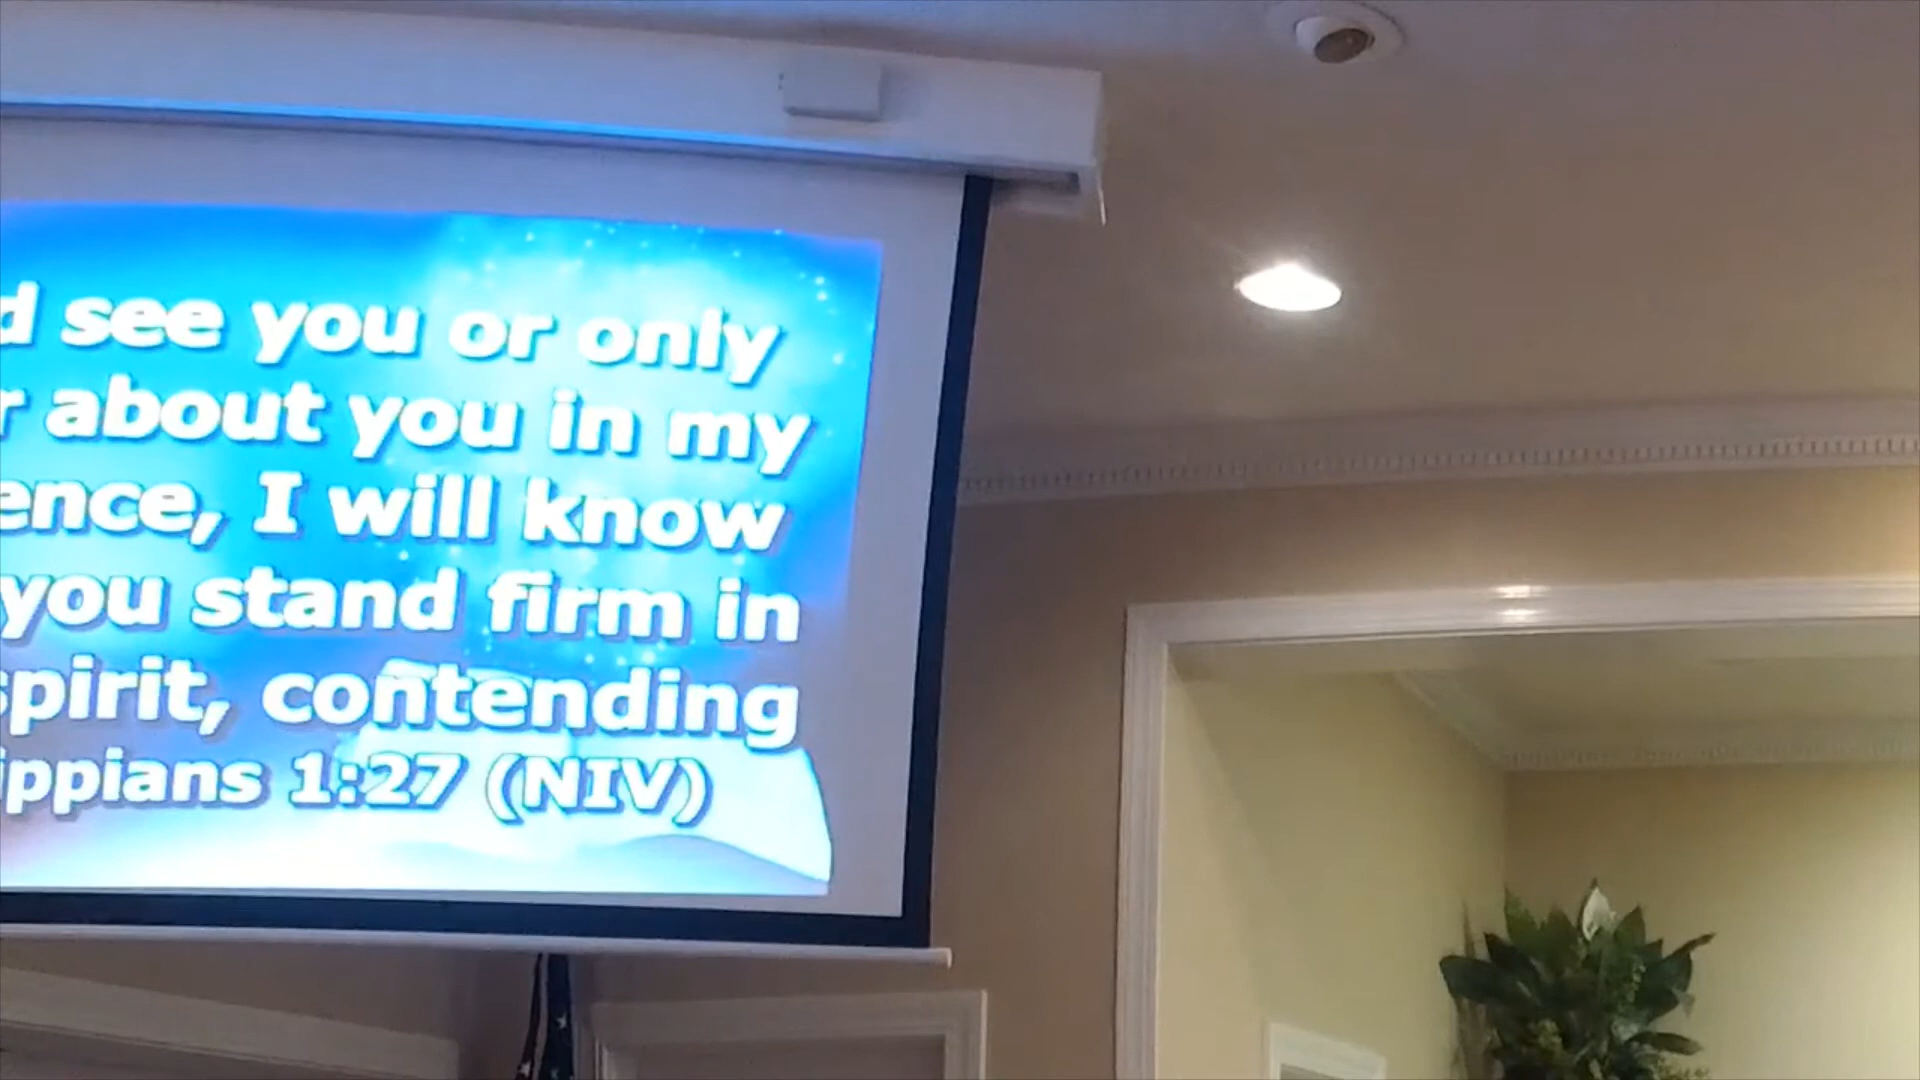 d see you or only
r about you in my
ence, I will know
you stand firm in
spirit, contending
ippians 1:27 (NIV)